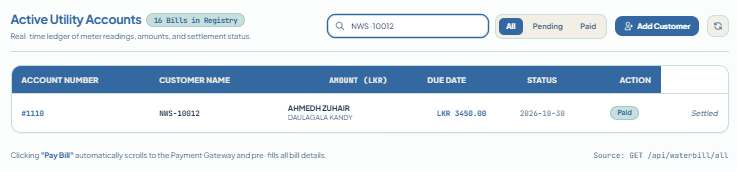 Active Utility Accounts 16 Bills in Registry
Real-time ledger of meter readings, amounts, and settlement status.
NWS-10012
All Pending Paid
Add Customer
ACCOUNT NUMBER CUSTOMER NAME AMOUNT (LKR) DUE DATE STATUS ACTION
#1110 NWS-10012 AHMEDH ZUHAIR LKR 3450.00 2026-10-30 Paid Settled
DAULAGALA KANDY
Clicking "Pay Bill" automatically scrolls to the Payment Gateway and pre-fills all bill details.
Source: GET /api/waterbill/all